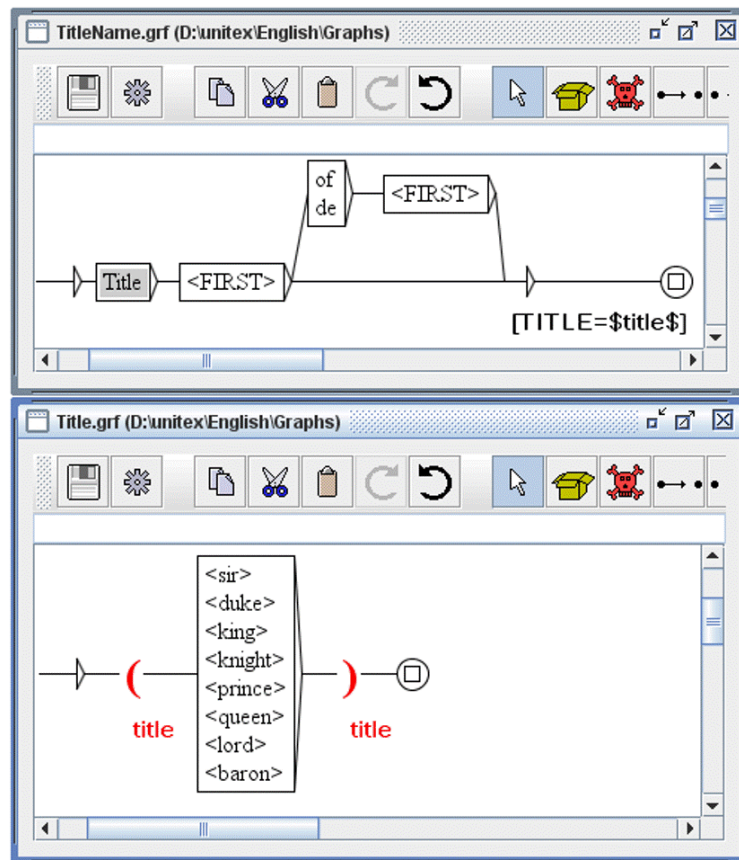 TitleName.grf (D:\unitex\English\Graphs)
of
de
<FIRST>
Title
<FIRST>
[TITLE=$title$]
Title.grf (D:\unitex\English\Graphs)
<sir>
<duke>
<king>
<knight>
<prince>
<queen>
<lord>
<baron>
( )
title title